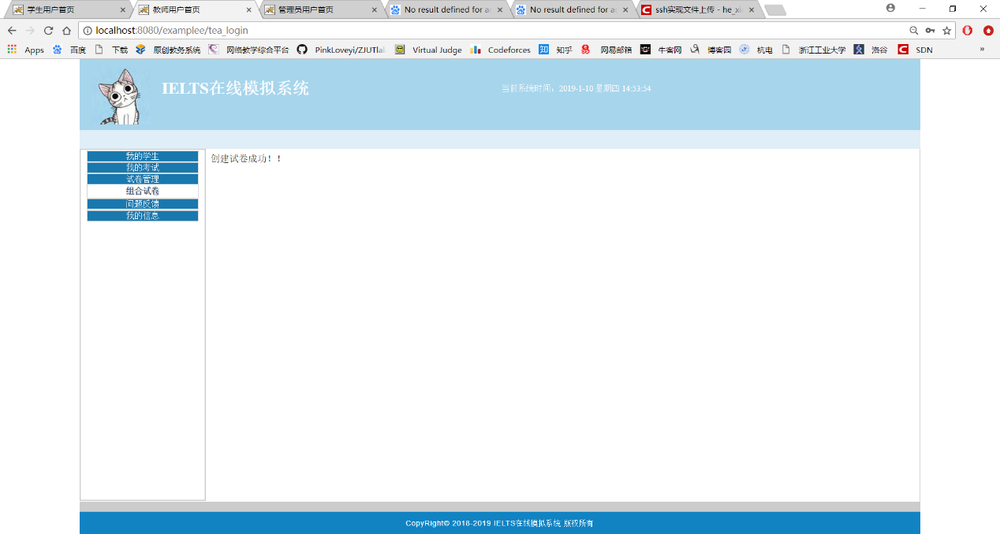 学生用户首页 教师用户首页 管理员用户首页 No result defined for ac No result defined for ac ssh实现文件上传 - he_xi
localhost:8080/examplee/tea_login
Apps 百度 下载 原创教务系统 网络教学综合平台 PinkLoveyi/ZJUTlal Virtual Judge Codeforces 知乎 网易邮箱 牛客网 博客园 杭电 浙江工业大学 洛谷 SDN »
IELTS在线模拟系统
当前系统时间：2019-1-10 星期四 14:53:54
我的学生
我的考试
试卷管理
组合试卷
问题反馈
我的信息
创建试卷成功！！
CopyRight© 2018-2019 IELTS在线模拟系统 版权所有